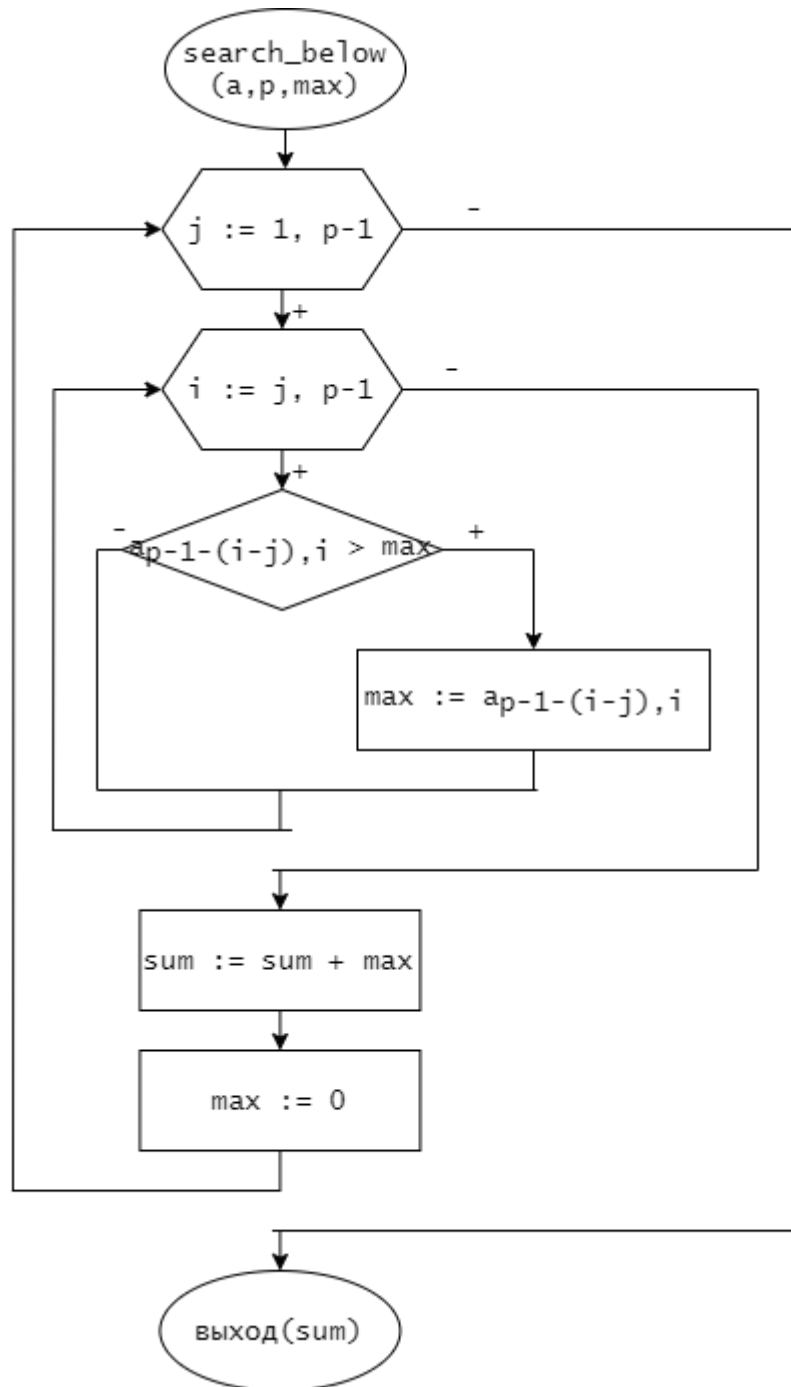 search_below
(a,p,max)
j := 1, p-1
-
+
i := j, p-1
-
+
-
ap-1-(i-j),i > max
+
max := ap-1-(i-j),i
sum := sum + max
max := 0
выход(sum)